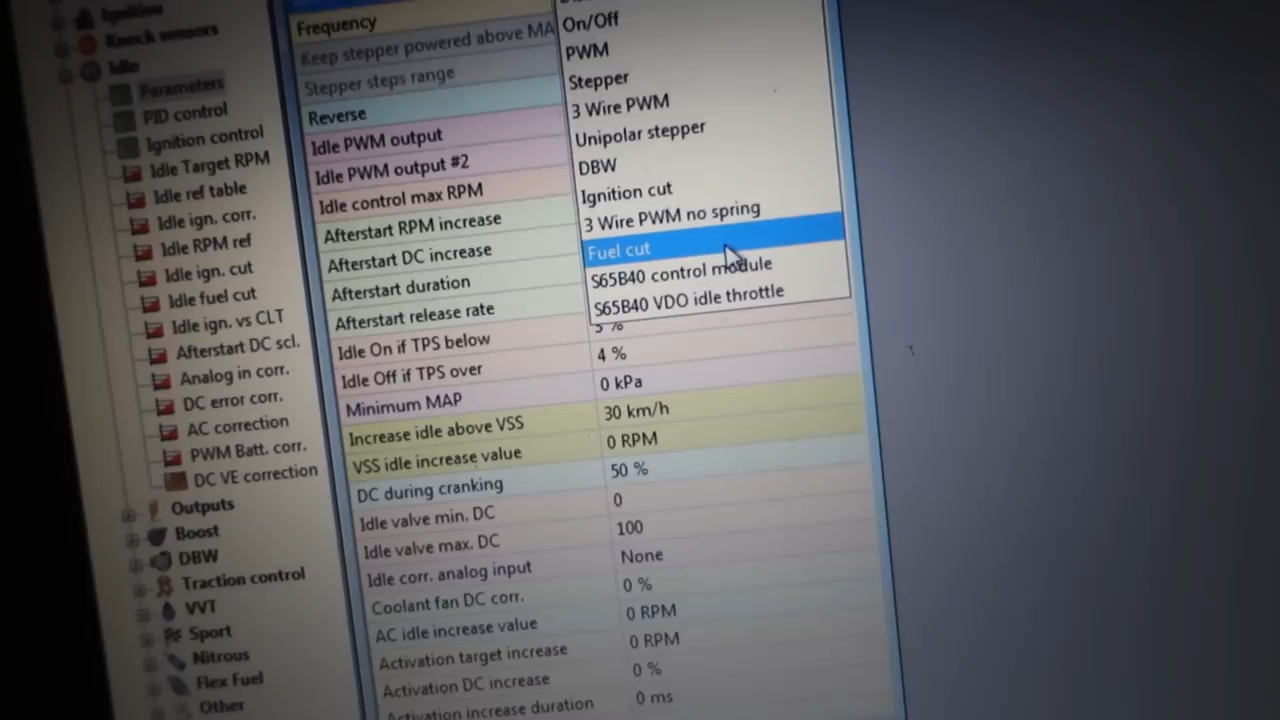 Ignition
Knock sensors
Idle
Parameters
PID control
Ignition control
Idle Target RPM
Idle ref table
Idle ign. corr.
Idle RPM ref
Idle ign. cut
Idle fuel cut
Idle ign. vs CLT
Afterstart DC scl.
Analog in corr.
DC error corr.
AC correction
PWM Batt. corr.
DC VE correction
Outputs
Boost
DBW
Traction control
VVT
Sport
Nitrous
Flex Fuel
Other
Frequency
Keep stepper powered above MA
Stepper steps range
Reverse
Idle PWM output
Idle PWM output #2
Idle control max RPM
Afterstart RPM increase
Afterstart DC increase
Afterstart duration
Afterstart release rate
Idle On if TPS below
Idle Off if TPS over
Minimum MAP
Increase idle above VSS
VSS idle increase value
DC during cranking
Idle valve min. DC
Idle valve max. DC
Idle corr. analog input
Coolant fan DC corr.
AC idle increase value
Activation target increase
Activation DC increase
Activation increase duration
On/Off
PWM
Stepper
3 Wire PWM
Unipolar stepper
DBW
Ignition cut
3 Wire PWM no spring
Fuel cut
S65B40 control module
S65B40 VDO idle throttle
3 %
4 %
0 kPa
30 km/h
0 RPM
50 %
0
100
None
0 %
0 RPM
0 RPM
0 %
0 ms